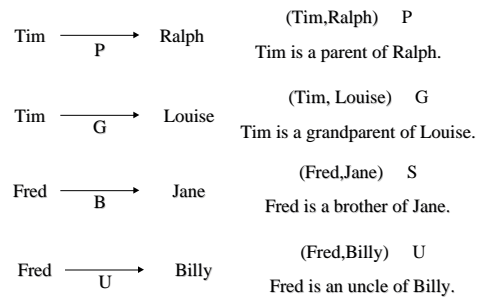 Tim P Ralph
(Tim,Ralph) P
Tim is a parent of Ralph.
Tim G Louise
(Tim, Louise) G
Tim is a grandparent of Louise.
Fred B Jane
(Fred,Jane) S
Fred is a brother of Jane.
Fred U Billy
(Fred,Billy) U
Fred is an uncle of Billy.